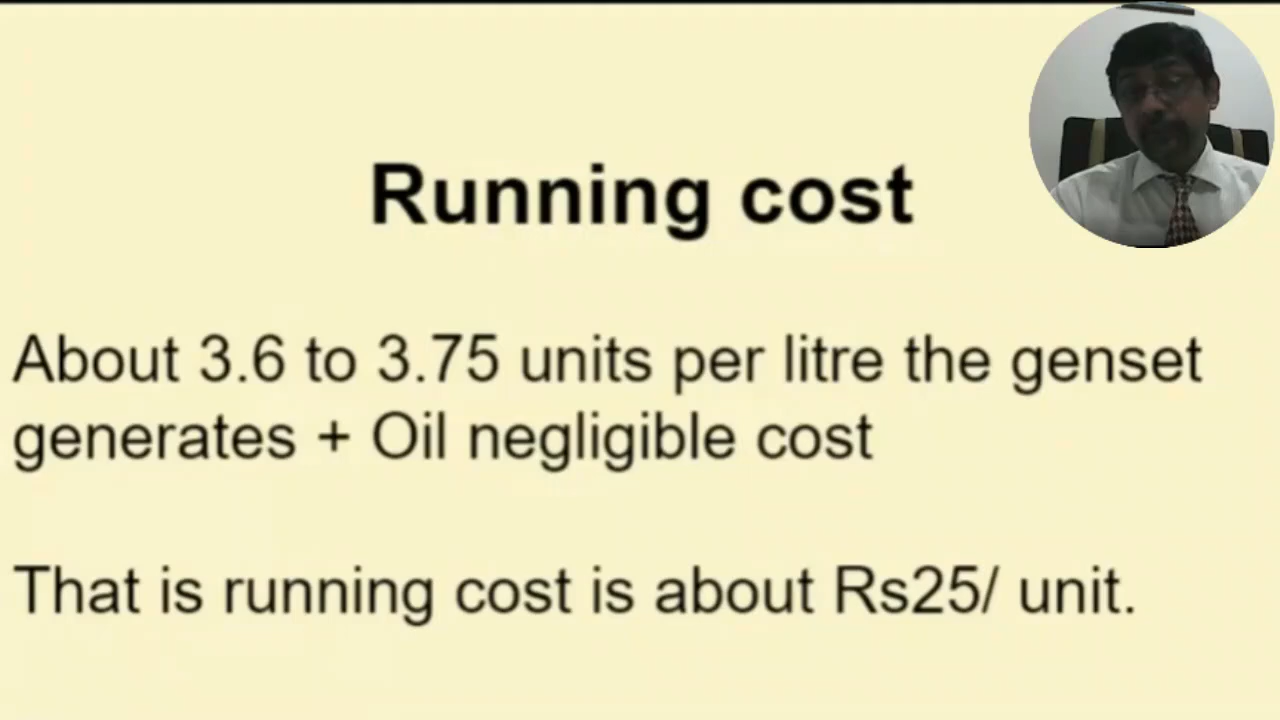 Running cost
About 3.6 to 3.75 units per litre the genset
generates + Oil negligible cost
That is running cost is about Rs25/ unit.